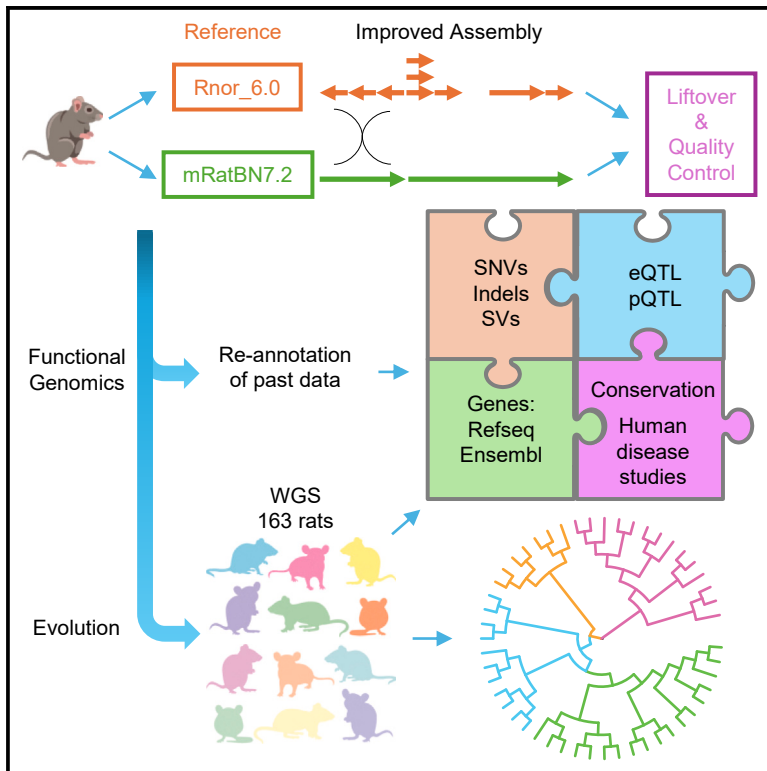 Reference
Improved Assembly
Rnor_6.0
mRatBN7.2
Liftover
&
Quality
Control
Functional
Genomics
Re-annotation
of past data
SNVs
Indels
SVs
eQTL
pQTL
Genes:
Refseq
Ensembl
Conservation
Human
disease
studies
WGS
163 rats
Evolution